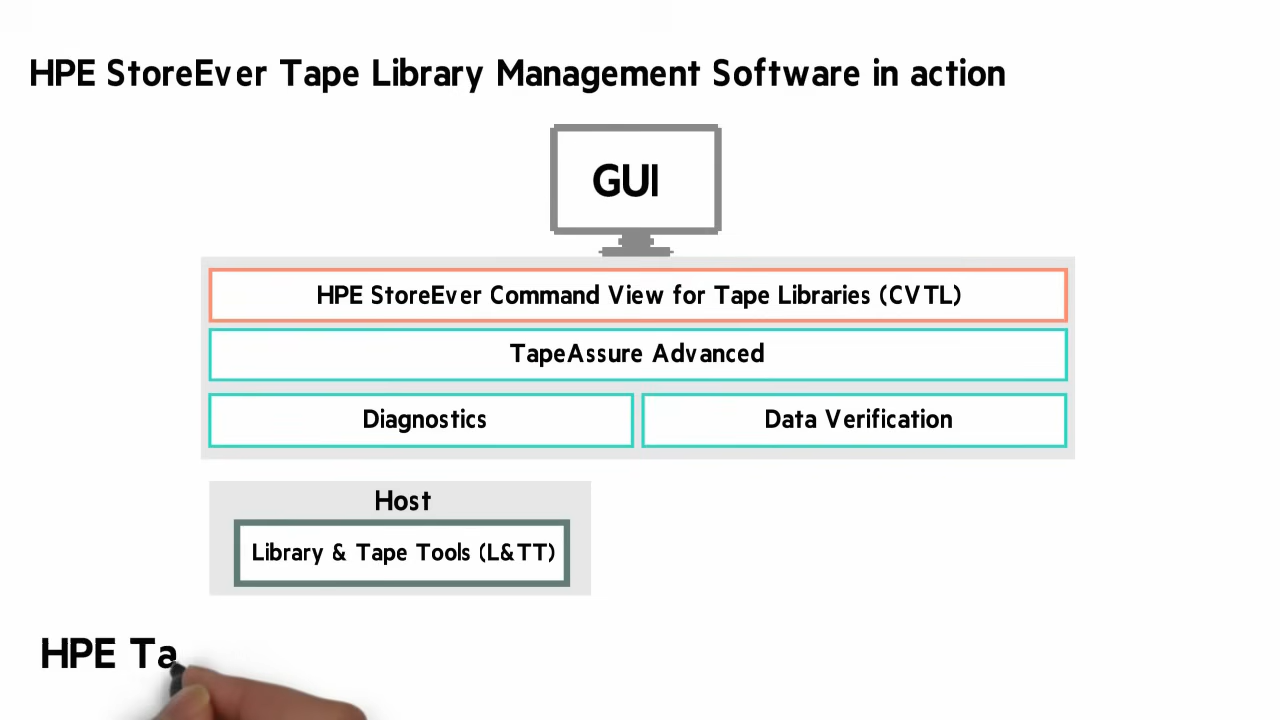 HPE StoreEver Tape Library Management Software in action
GUI
HPE StoreEver Command View for Tape Libraries (CVTL)
TapeAssure Advanced
Diagnostics
Data Verification
Host
Library & Tape Tools (L&TT)
HPE Ta